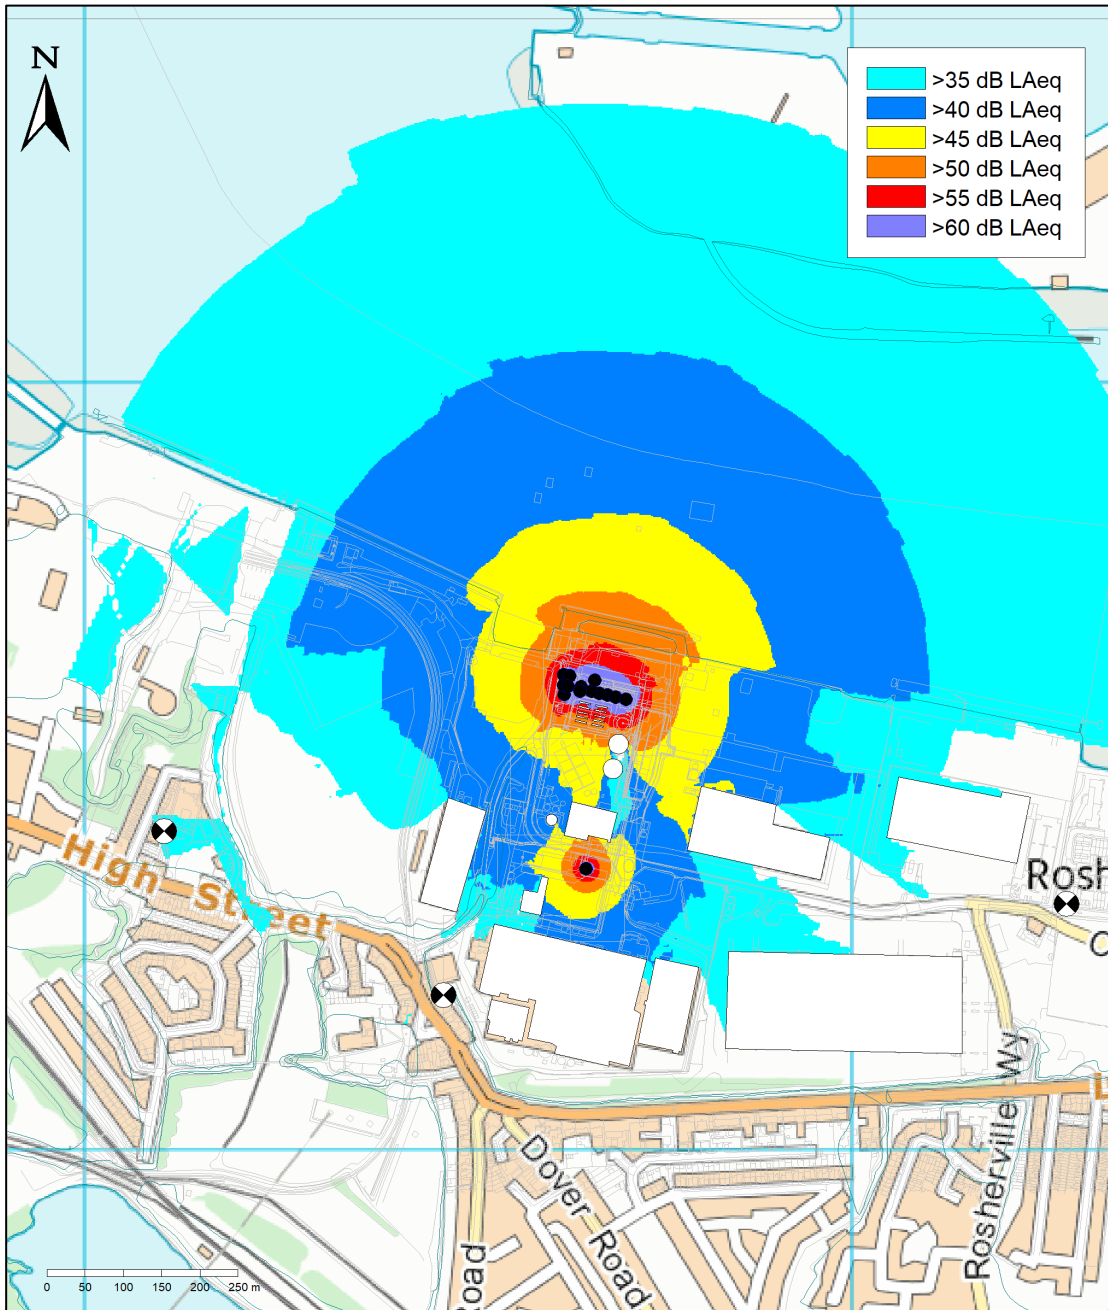 N
>35 dB LAeq
>40 dB LAeq
>45 dB LAeq
>50 dB LAeq
>55 dB LAeq
>60 dB LAeq
High Street
Rosh
C
L
Rosherville Wy
Dover Road
Road
0 50 100 150 200 250 m